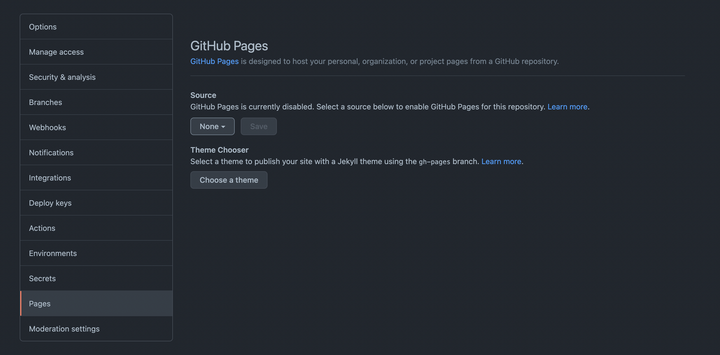 Options
Manage access
Security & analysis
Branches
Webhooks
Notifications
Integrations
Deploy keys
Actions
Environments
Secrets
Pages
Moderation settings
GitHub Pages
GitHub Pages is designed to host your personal, organization, or project pages from a GitHub repository.
Source
GitHub Pages is currently disabled. Select a source below to enable GitHub Pages for this repository. Learn more.
None Save
Theme Chooser
Select a theme to publish your site with a Jekyll theme using the gh-pages branch. Learn more.
Choose a theme